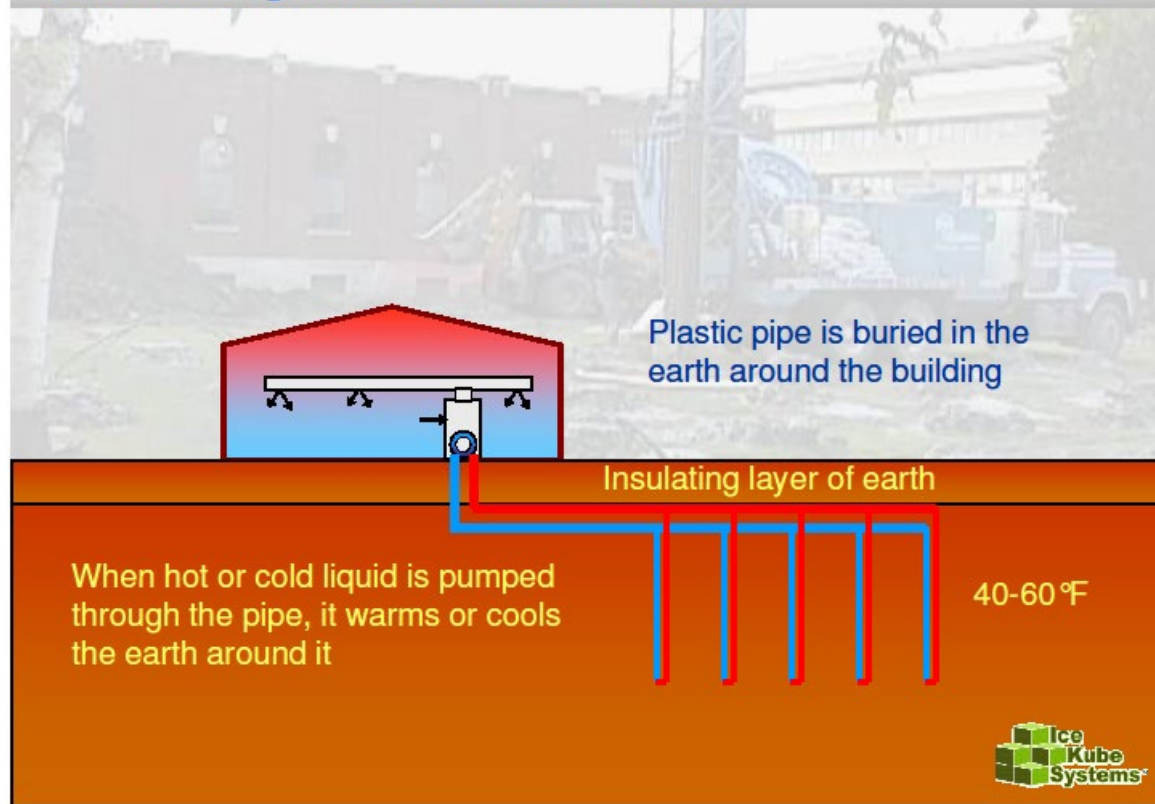 Plastic pipe is buried in the
earth around the building
Insulating layer of earth
When hot or cold liquid is pumped
through the pipe, it warms or cools
the earth around it
40-60°F
Ice
Kube
Systems